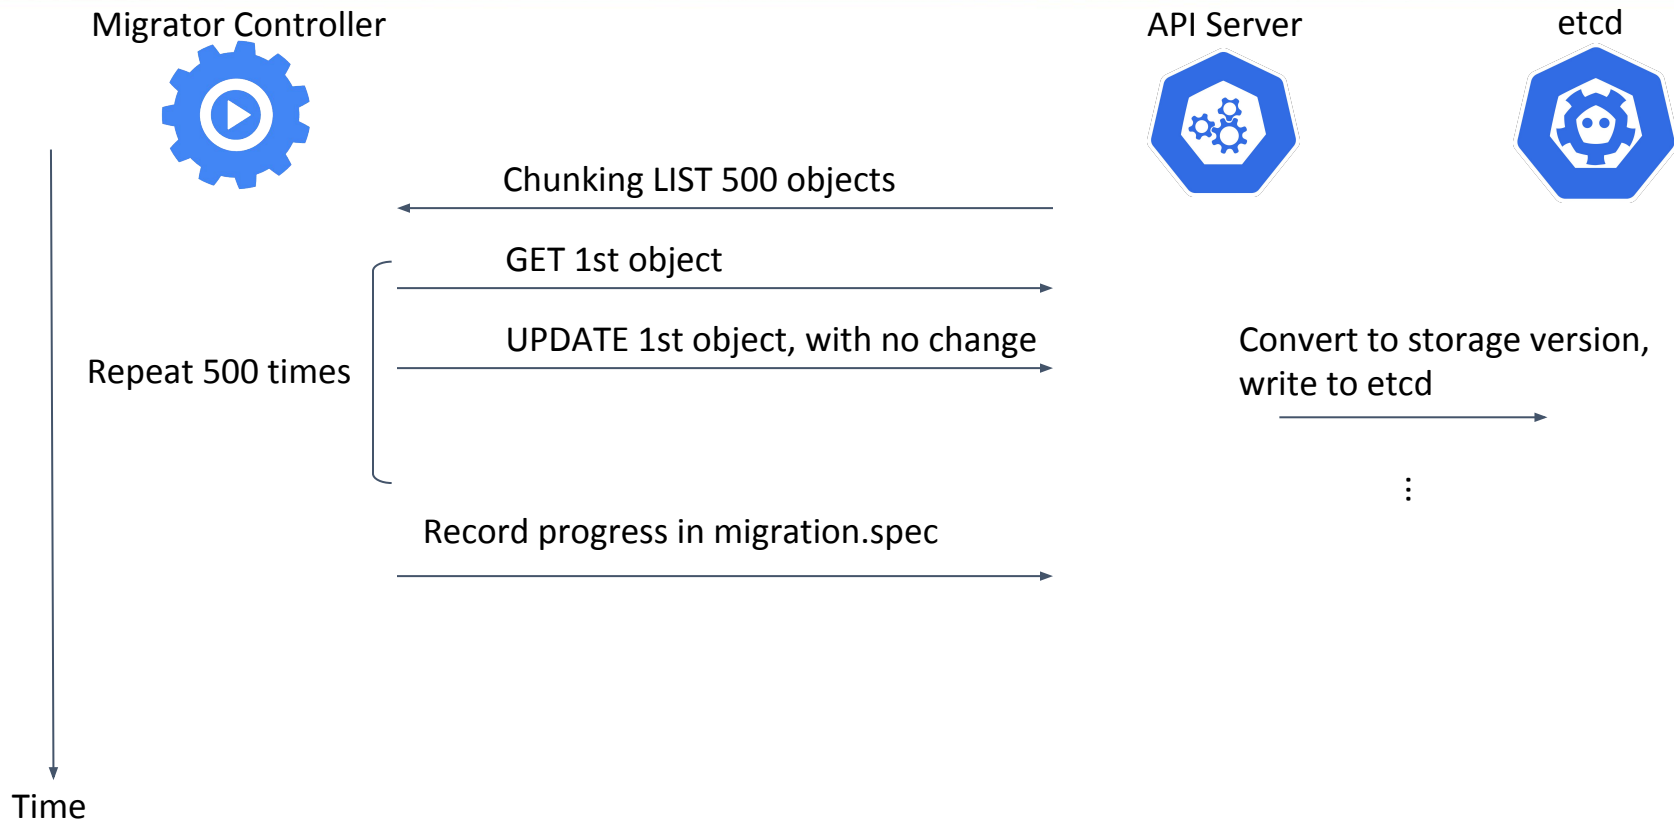 Migrator Controller
API Server
etcd
Chunking LIST 500 objects
GET 1st object
UPDATE 1st object, with no change
Convert to storage version,
write to etcd
Repeat 500 times
...
Record progress in migration.spec
Time